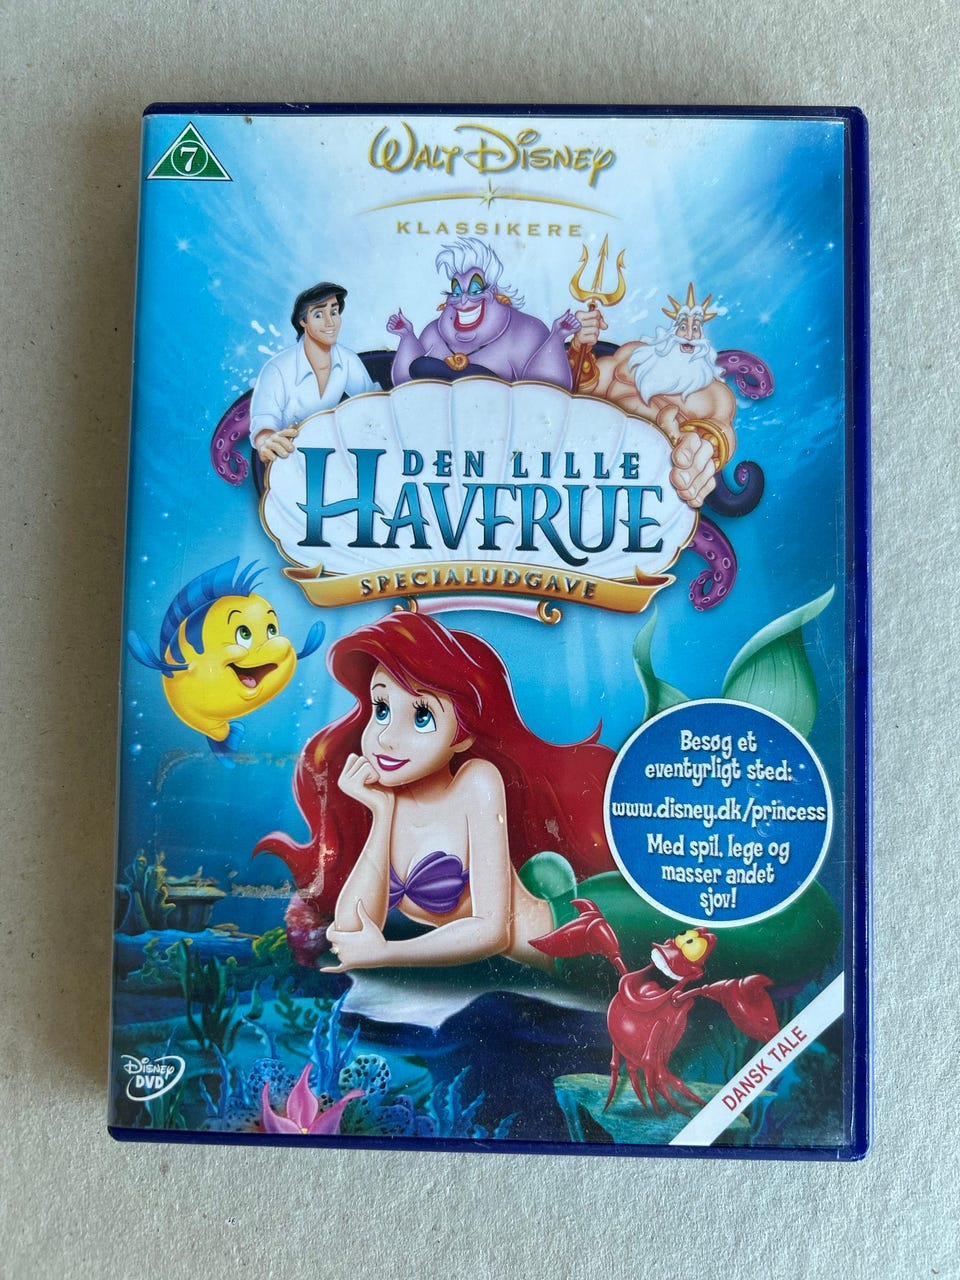 7
WALT DISNEY
KLASSIKERE
DEN LILLE
HAVFRUE
SPECIALUDGAVE
Besøg et
eventyrligt sted:
www.disney.dk/princess
Med spil, lege og
masser andet
sjov!
DISNEY
DVD
DANSK TALE